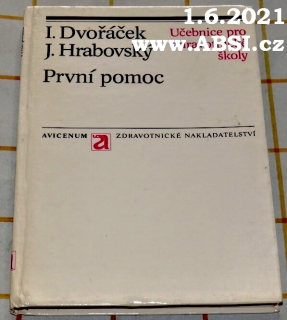 1.6.2021
I. Dvořáček
J. Hrabovský
Učebnice pro
www.ABSI.cz
školy
První pomoc
AVICENUM a ZDRAVOTNICKÉ NAKLADATELSTVÍ